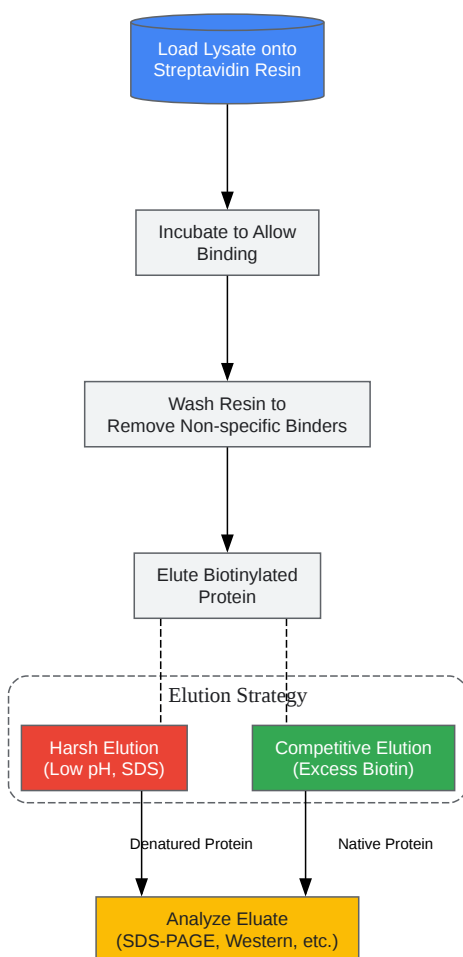 Load Lysate onto
Streptavidin Resin
Incubate to Allow
Binding
Wash Resin to
Remove Non-specific Binders
Elute Biotinylated
Protein
Elution Strategy
Harsh Elution
(Low pH, SDS)
Competitive Elution
(Excess Biotin)
Denatured Protein
Native Protein
Analyze Eluate
(SDS-PAGE, Western, etc.)